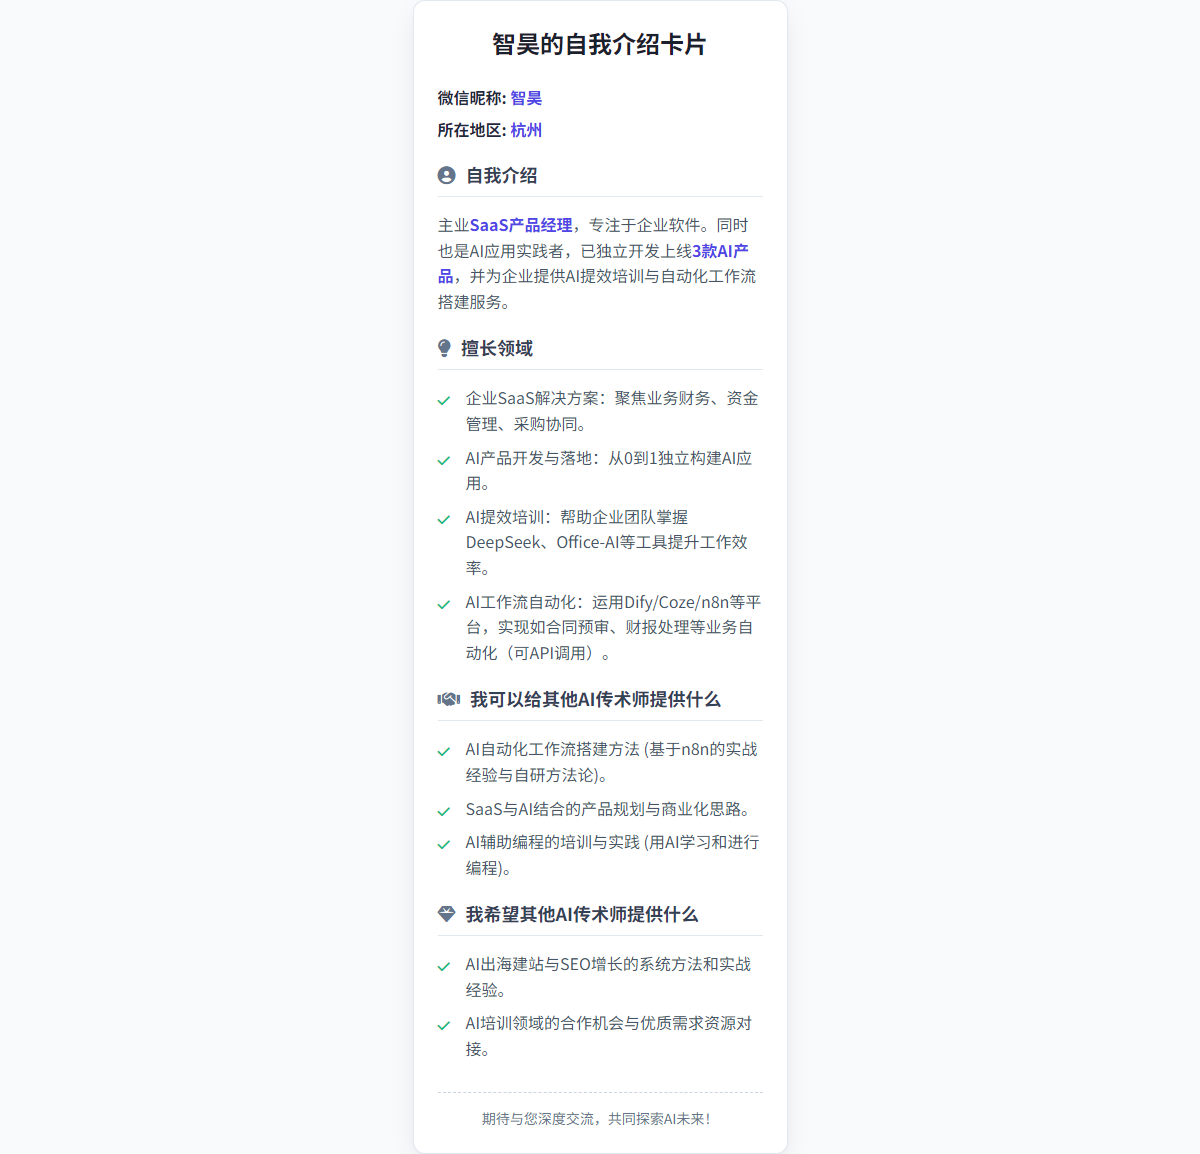 智昊的自我介绍卡片
微信昵称: 智昊
所在地区: 杭州
自我介绍
主业SaaS产品经理，专注于企业软件。同时
也是AI应用实践者，已独立开发上线3款AI产
品，并为企业提供AI提效培训与自动化工作流
搭建服务。
擅长领域
企业SaaS解决方案：聚焦业务财务、资金
管理、采购协同。
AI产品开发与落地：从0到1独立构建AI应
用。
AI提效培训：帮助企业团队掌握
DeepSeek、Office-AI等工具提升工作效
率。
AI工作流自动化：运用Dify/Coze/n8n等平
台，实现如合同预审、财报处理等业务自
动化（可API调用）。
我可以给其他AI传术师提供什么
AI自动化工作流搭建方法 (基于n8n的实战
经验与自研方法论)。
SaaS与AI结合的产品规划与商业化思路。
AI辅助编程的培训与实践 (用AI学习和进行
编程)。
我希望其他AI传术师提供什么
AI出海建站与SEO增长的系统方法和实战
经验。
AI培训领域的合作机会与优质需求资源对
接。
期待与您深度交流，共同探索AI未来！